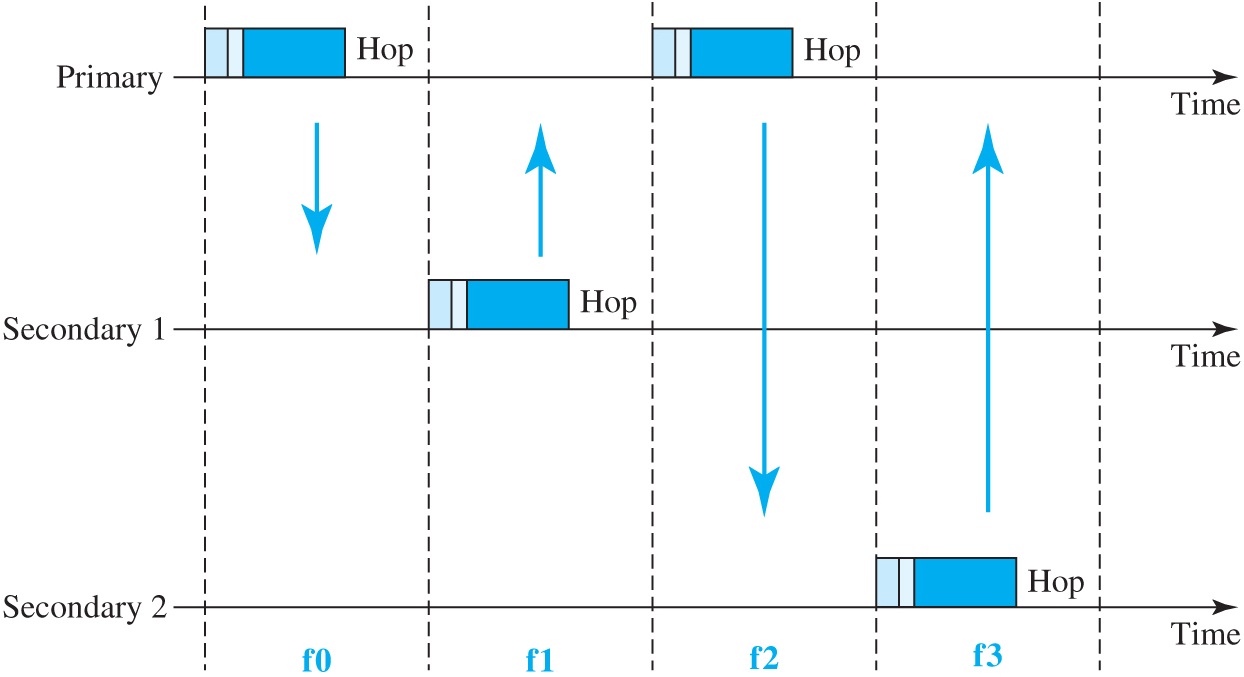 Hop
Hop
Primary
Time
Hop
Secondary 1
Time
Hop
Secondary 2
Time
f0
f1
f2
f3